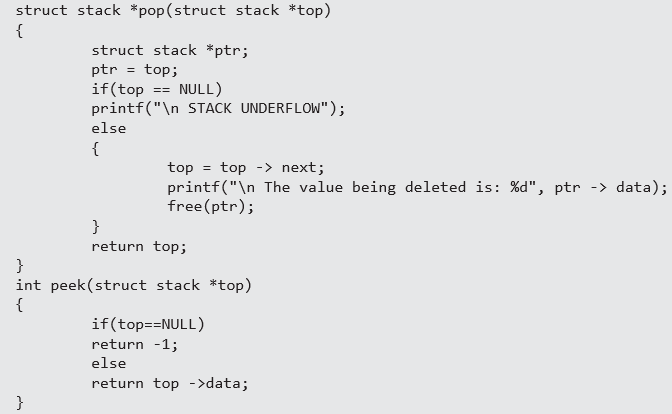 struct stack *pop(struct stack *top)
{
struct stack *ptr;
ptr = top;
if(top == NULL)
printf("\n STACK UNDERFLOW");
else
{
top = top -> next;
printf("\n The value being deleted is: %d", ptr -> data);
free(ptr);
}
return top;
}
int peek(struct stack *top)
{
if(top==NULL)
return -1;
else
return top ->data;
}